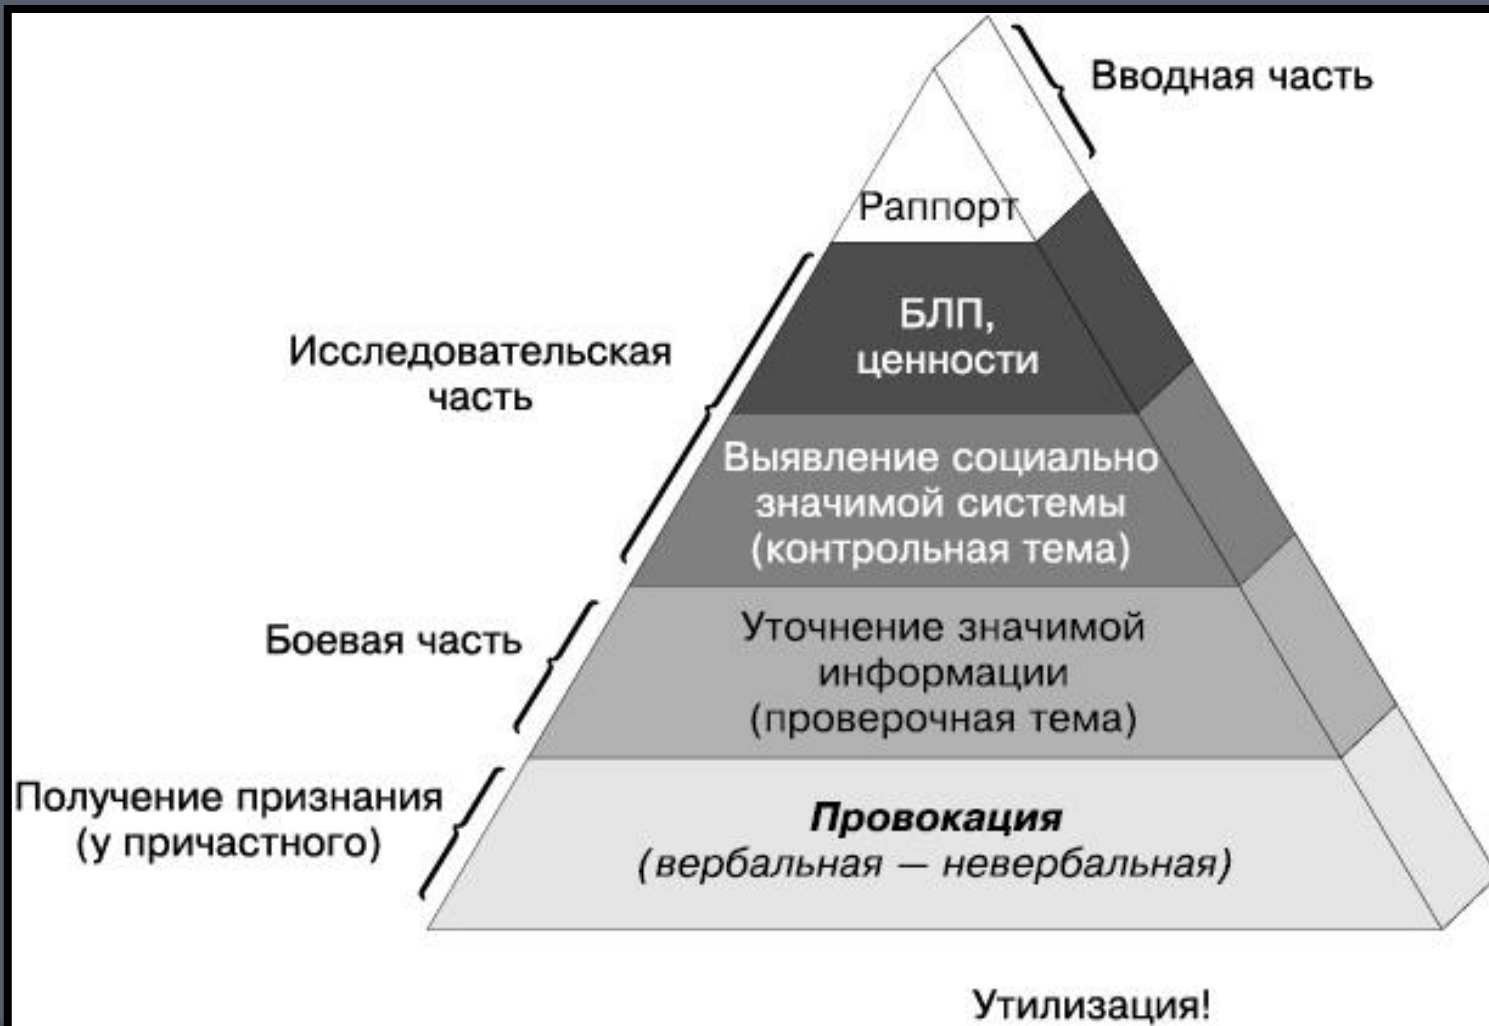 Вводная часть
Раппорт
Исследовательская
часть
БЛП,
ценности
Выявление социально
значимой системы
(контрольная тема)
Боевая часть
Уточнение значимой
информации
(проверочная тема)
Получение признания
(у причастного)
Провокация
(вербальная — невербальная)
Утилизация!